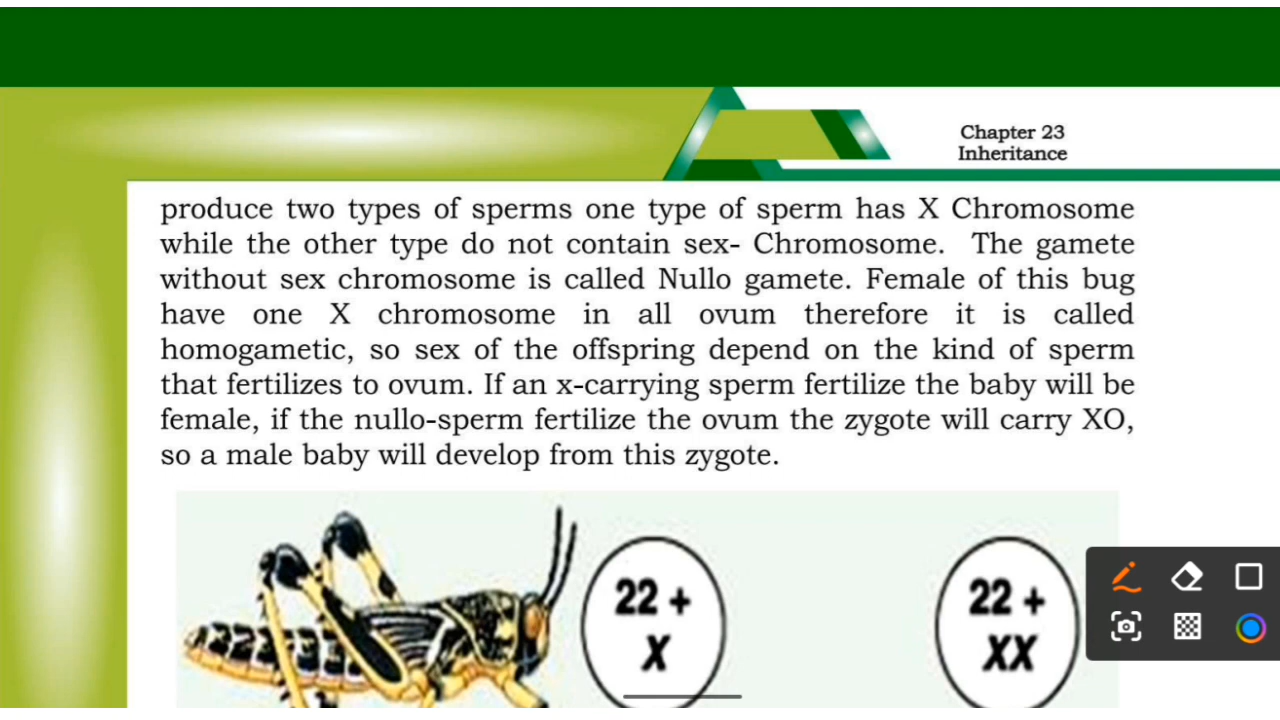 Chapter 23
Inheritance
produce two types of sperms one type of sperm has X Chromosome
while the other type do not contain sex- Chromosome. The gamete
without sex chromosome is called Nullo gamete. Female of this bug
have one X chromosome in all ovum therefore it is called
homogametic, so sex of the offspring depend on the kind of sperm
that fertilizes to ovum. If an x-carrying sperm fertilize the baby will be
female, if the nullo-sperm fertilize the ovum the zygote will carry XO,
so a male baby will develop from this zygote.
22 +
X
22 +
XX